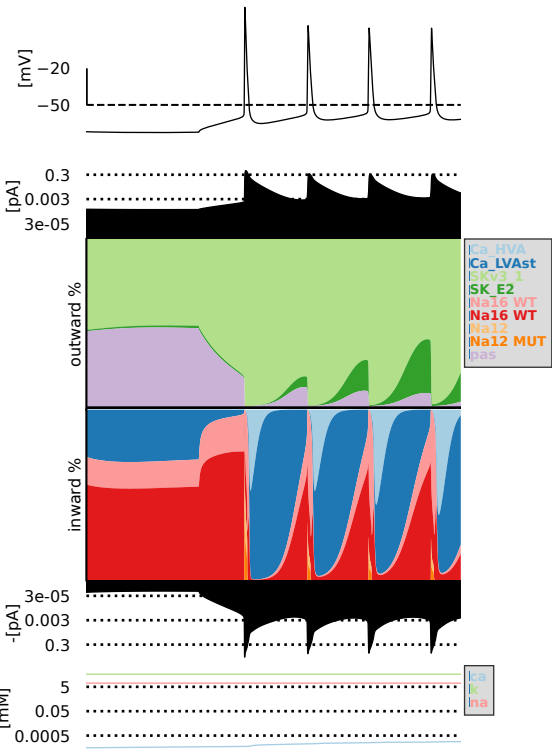 [mV]
−20
−50
[pA]
0.3
0.003
3e-05
outward %
Ca_HVA
Ca_LVAst
SKv3_1
SK_E2
Na16 WT
Na16 WT
Na12
Na12 MUT
pas
inward %
-[pA]
3e-05
0.003
0.3
[mM]
5
0.05
0.0005
ca
k
na